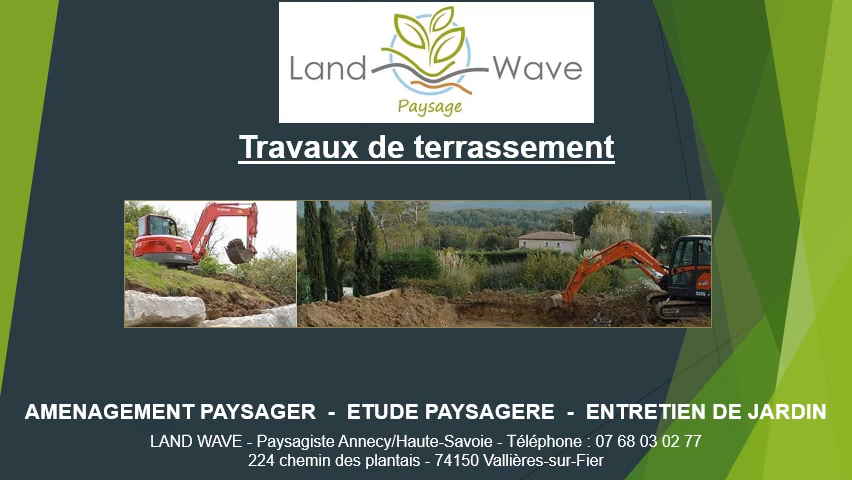 Land Wave
Paysage
Travaux de terrassement
AMENAGEMENT PAYSAGER - ETUDE PAYSAGERE - ENTRETIEN DE JARDIN
LAND WAVE - Paysagiste Annecy/Haute-Savoie - Téléphone : 07 68 03 02 77
224 chemin des plantais - 74150 Vallières-sur-Fier